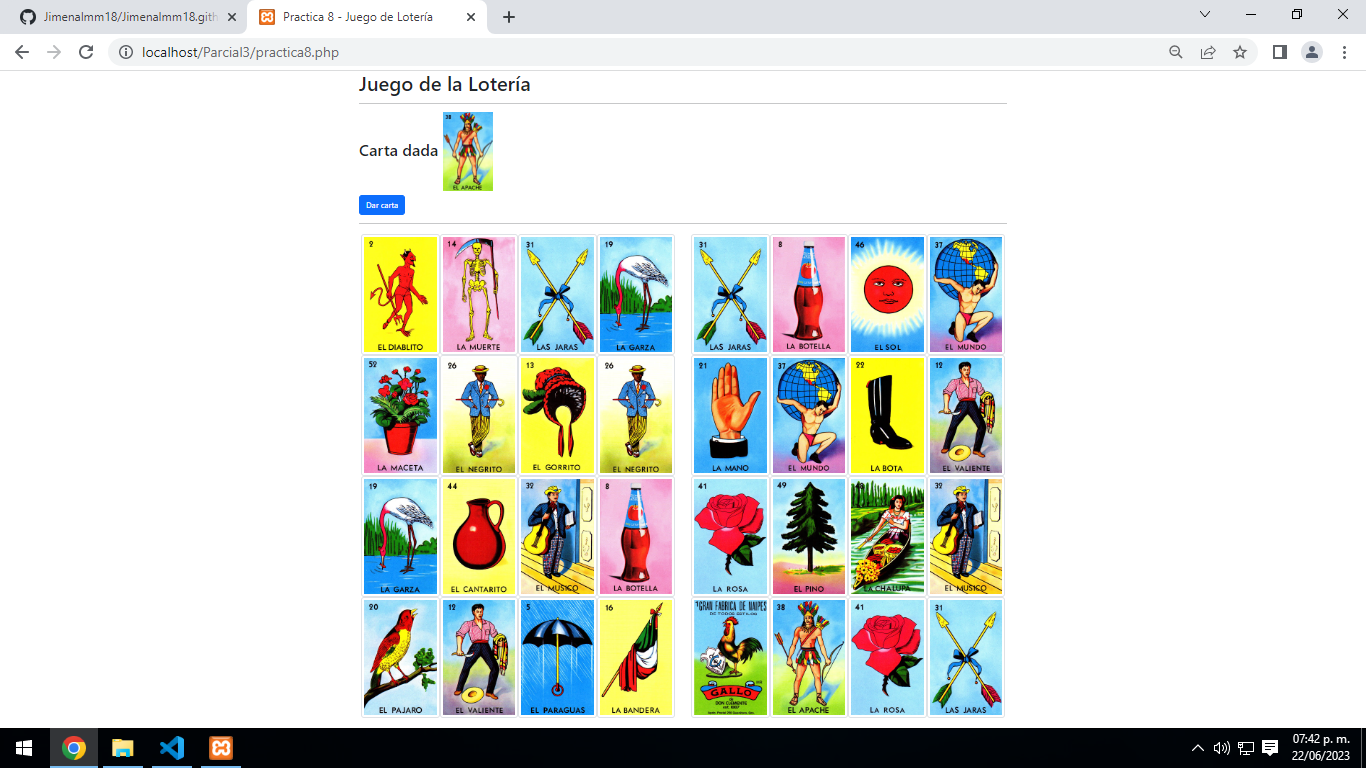 Jimenalmm18/Jimenalmm18.gith
Practica 8 - Juego de Lotería
localhost/Parcial3/practica8.php
Juego de la Lotería
Carta dada
38
EL APACHE
Dar carta
2
EL DIABLITO
14
LA MUERTE
31
LAS JARAS
19
LA GARZA
31
LAS JARAS
8
LA BOTELLA
46
EL SOL
37
EL MUNDO
52
LA MACETA
26
EL NEGRITO
13
EL GORRITO
26
EL NEGRITO
21
LA MANO
37
EL MUNDO
22
LA BOTA
12
EL VALIENTE
19
LA GARZA
44
EL CANTARITO
32
EL MUSICO
8
LA BOTELLA
41
LA ROSA
49
EL PINO
LA CHALUPA
32
EL MUSICO
20
EL PAJARO
12
EL VALIENTE
5
EL PARAGUAS
16
LA BANDERA
GRAN FABRICA DE NAIPES
GALLO
DON CLEMENTE
38
EL APACHE
41
LA ROSA
31
LAS JARAS
07:42 p. m.
22/06/2023